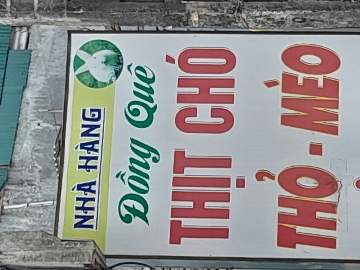 NHÀ HÀNG
Đồng Quê
THỊT CHÓ
THỎ - MÈO